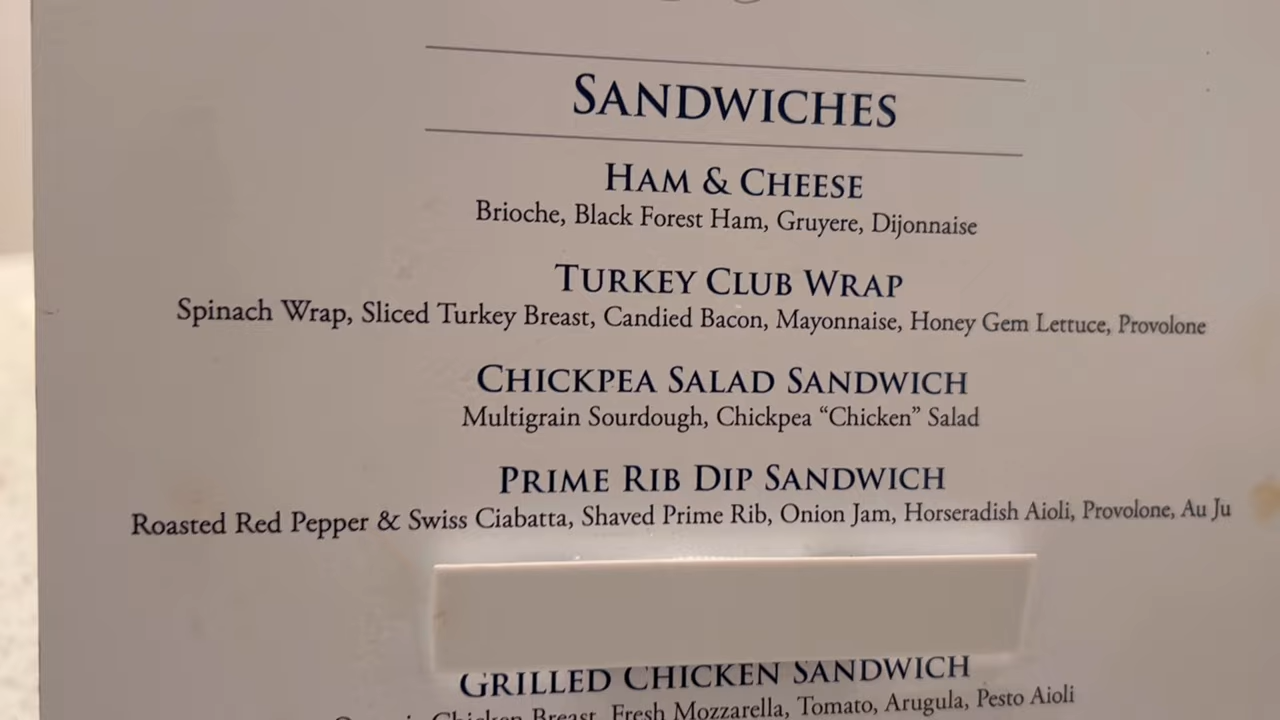 SANDWICHES
HAM & CHEESE
Brioche, Black Forest Ham, Gruyere, Dijonnaise
TURKEY CLUB WRAP
Spinach Wrap, Sliced Turkey Breast, Candied Bacon, Mayonnaise, Honey Gem Lettuce, Provolone
CHICKPEA SALAD SANDWICH
Multigrain Sourdough, Chickpea “Chicken” Salad
PRIME RIB DIP SANDWICH
Roasted Red Pepper & Swiss Ciabatta, Shaved Prime Rib, Onion Jam, Horseradish Aioli, Provolone, Au Ju
GRILLED CHICKEN SANDWICH
Chicken Breast, Fresh Mozzarella, Tomato, Arugula, Pesto Aioli